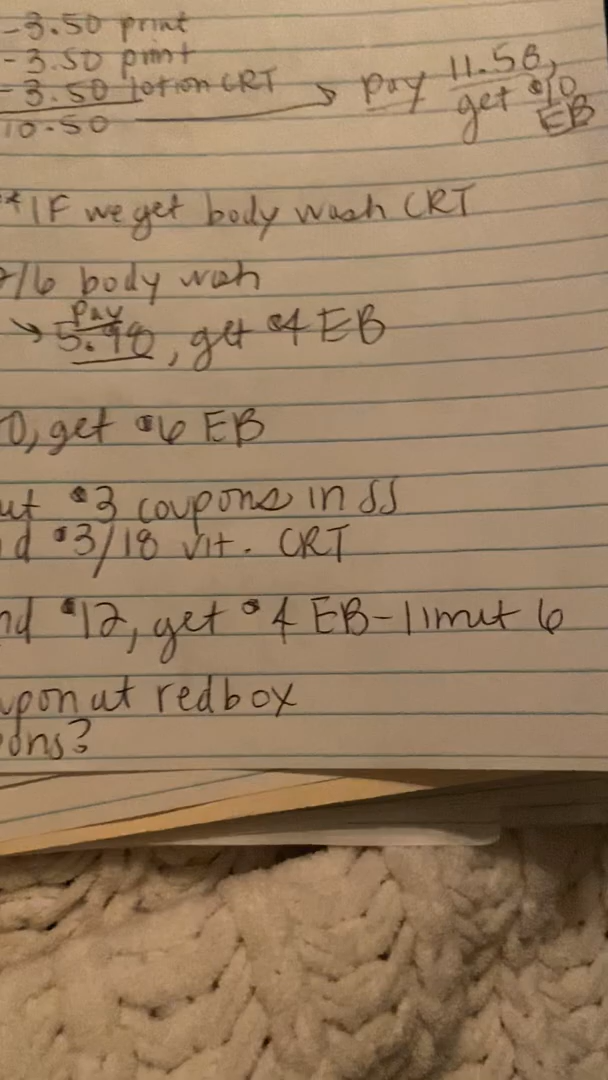 -3.50 print
-3.50 print
-3.50 lotion CRT → pay 11.58,
10.50 get $10
EB
*IF we get body wash CRT
/6 body wsh
→ pay
5.98, get $4 EB
0, get $6 EB
ut $3 coupons in SS
d $3/18 vit. CRT
nd $12, get $4 EB-limit 6
upon at redbox
ons?